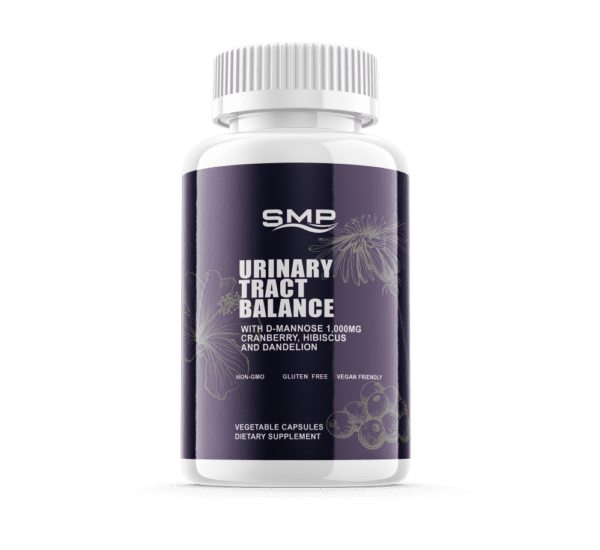 SMP
URINARY
TRACT
BALANCE
WITH D-MANNOSE 1,000MG
CRANBERRY, HIBISCUS
AND DANDELION
NON-GMO GLUTEN FREE VEGAN FRIENDLY
VEGETABLE CAPSULES
DIETARY SUPPLEMENT